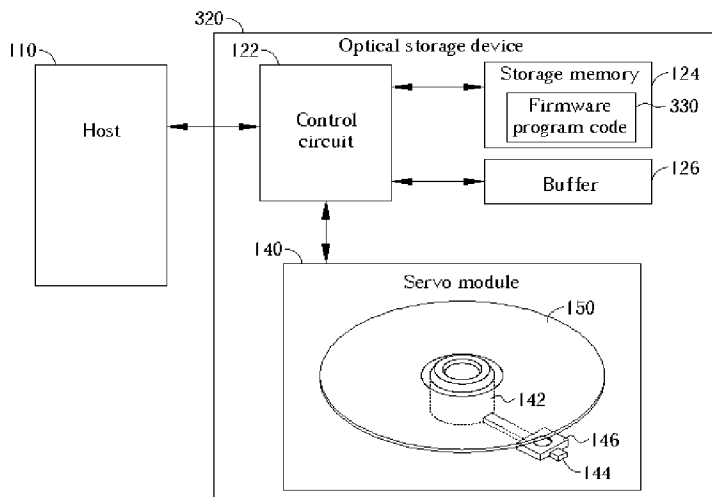 320
Optical storage device
110
Host
122
Control
circuit
Storage memory
124
Firmware
program code
330
Buffer
126
140
Servo module
150
142
146
144